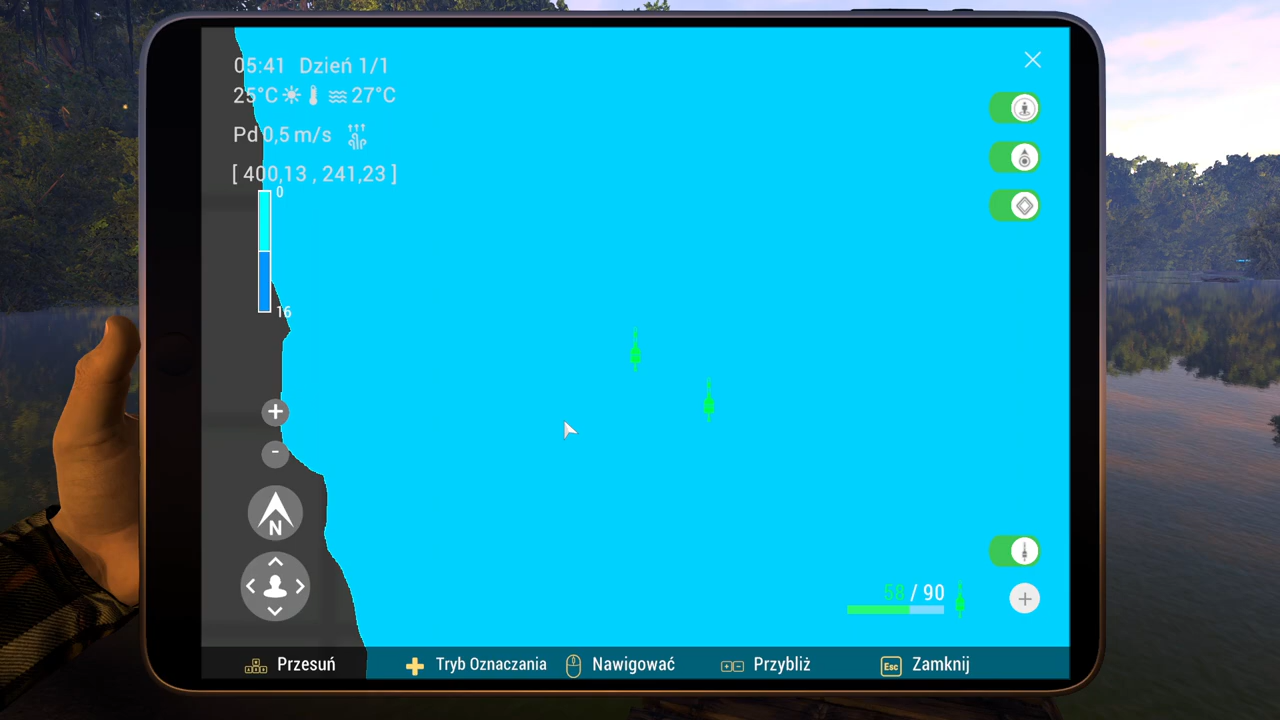 05:41 Dzień 1/1
25°C 27°C
Pd 0,5 m/s
[ 400,13 , 241,23 ]
0
16
+
-
N
58 / 90
+
Przesuń
Tryb Oznaczania
Nawigować
Przybliż
Esc Zamknij